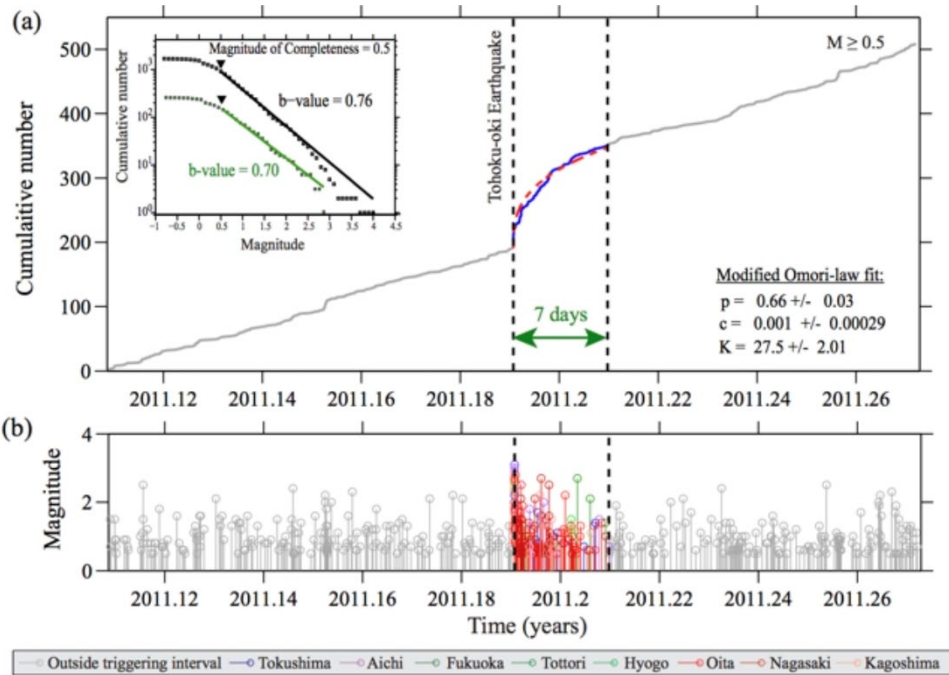 (a)
Cumulaitive number
500
400
300
200
100
0
M ≥ 0.5
Tohoku-oki Earthquake
Magnitude of Completeness = 0.5
b-value = 0.76
b-value = 0.70
Cumulative number
10³
10²
10¹
10⁰
-1 -0.5 0 0.5 1 1.5 2 2.5 3 3.5 4 4.5
Magnitude
7 days
Modified Omori-law fit:
p = 0.66 +/- 0.03
c = 0.001 +/- 0.00029
K = 27.5 +/- 2.01
2011.12 2011.14 2011.16 2011.18 2011.2 2011.22 2011.24 2011.26
(b)
Magnitude
4
2
0
2011.12 2011.14 2011.16 2011.18 2011.2 2011.22 2011.24 2011.26
Time (years)
Outside triggering interval Tokushima Aichi Fukuoka Tottori Hyogo Oita Nagasaki Kagoshima